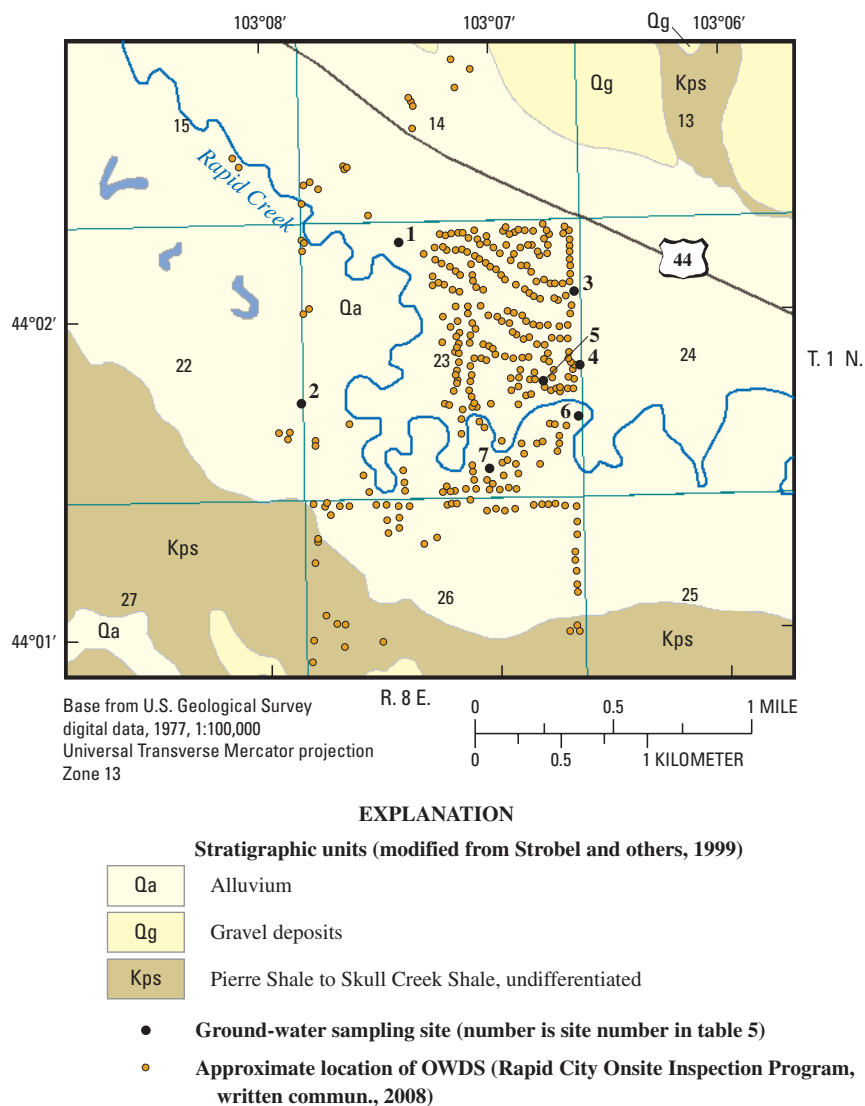 103°08′ 103°07′ 103°06′
Qg
Qg
Kps
13
14
15
Rapid Creek
1
44
3
Qa
44°02′
5
4
24
T. 1 N.
22
23
2
6
7
Kps
27
26
25
Qa
Kps
44°01′
R. 8 E.
Base from U.S. Geological Survey
digital data, 1977, 1:100,000
Universal Transverse Mercator projection
Zone 13
0 0.5 1 MILE
0 0.5 1 KILOMETER
EXPLANATION
Stratigraphic units (modified from Strobel and others, 1999)
Qa Alluvium
Qg Gravel deposits
Kps Pierre Shale to Skull Creek Shale, undifferentiated
Ground-water sampling site (number is site number in table 5)
Approximate location of OWDS (Rapid City Onsite Inspection Program,
written commun., 2008)